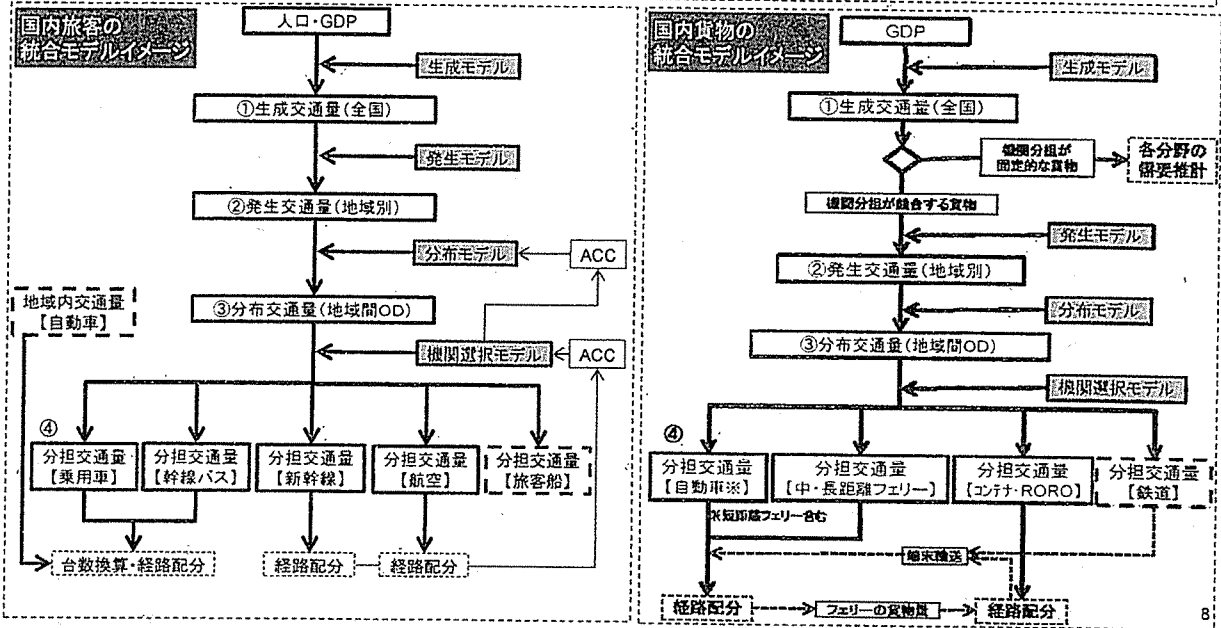 国内旅客の
統合モデルイメージ
人口・GDP
生成モデル
①生成交通量(全国)
発生モデル
②発生交通量(地域別)
分布モデル
ACC
地域内交通量
【自動車】
③分布交通量(地域間OD)
機関選択モデル
ACC
④
分担交通量
【乗用車】
分担交通量
【幹線バス】
分担交通量
【新幹線】
分担交通量
【航空】
分担交通量
【旅客船】
台数換算・経路配分
経路配分
経路配分
国内貨物の
統合モデルイメージ
GDP
生成モデル
①生成交通量(全国)
機関分担が
固定的な貨物
各分野の
需要推計
機関分担が競合する貨物
発生モデル
②発生交通量(地域別)
分布モデル
③分布交通量(地域間OD)
機関選択モデル
④
分担交通量
【自動車※】
分担交通量
【中・長距離フェリー】
分担交通量
【コンテナ・RORO】
分担交通量
【鉄道】
※短距離フェリー含む
端末輸送
経路配分
フェリーの貨物量
経路配分
8